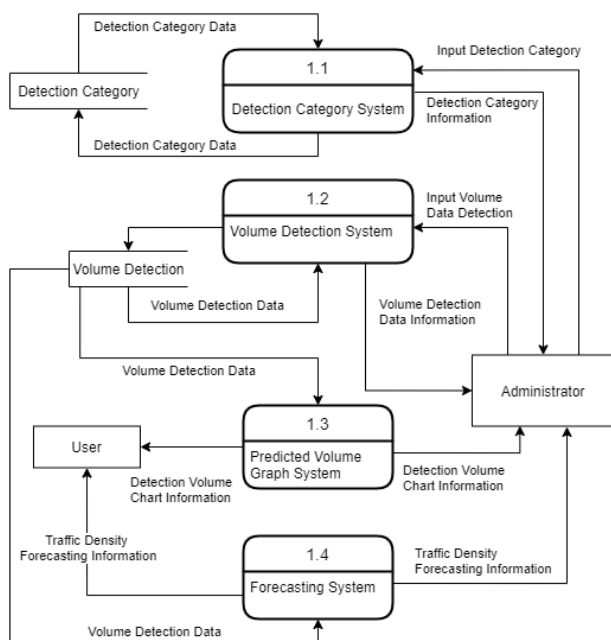 Detection Category Data
1.1
Input Detection Category
Detection Category
Detection Category System
Detection Category
Information
Detection Category Data
1.2
Input Volume
Data Detection
Volume Detection System
Volume Detection
Volume Detection Data
Volume Detection
Data Information
Volume Detection Data
Administrator
1.3
User
Predicted Volume
Graph System
Detection Volume
Chart Information
Detection Volume
Chart Information
1.4
Traffic Density
Forecasting Information
Forecasting System
Traffic Density
Forecasting Information
Volume Detection Data